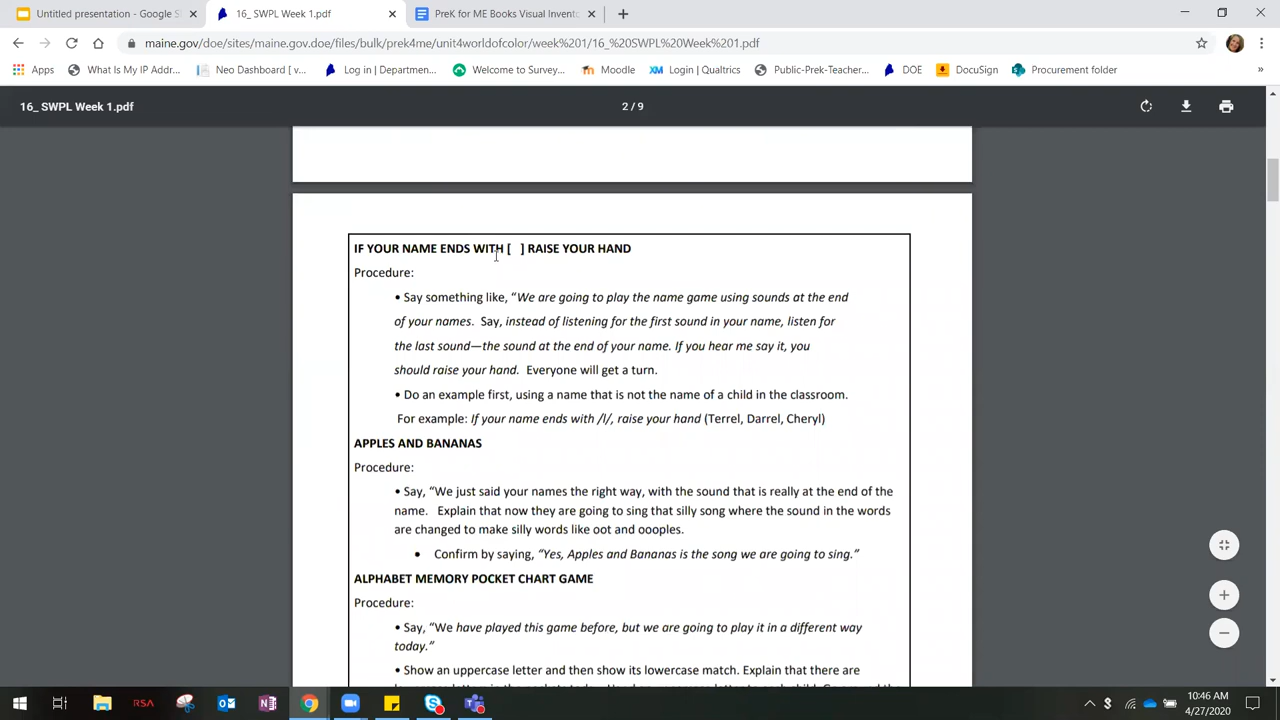 Untitled presentation - Google S
16_ SWPL Week 1.pdf
PreK for ME Books Visual Invento
maine.gov/doe/sites/maine.gov.doe/files/bulk/prek4me/unit4worldofcolor/week%201/16_%20SWPL%20Week%201.pdf
Apps
What Is My IP Addr...
Neo Dashboard [ v...
Log in | Departmen...
Welcome to Survey...
Moodle
XM Login | Qualtrics
Public-Prek-Teacher...
DOE
DocuSign
Procurement folder
»
16_ SWPL Week 1.pdf
2 / 9
IF YOUR NAME ENDS WITH [ ] RAISE YOUR HAND
Procedure:
• Say something like, “We are going to play the name game using sounds at the end
of your names. Say, instead of listening for the first sound in your name, listen for
the last sound—the sound at the end of your name. If you hear me say it, you
should raise your hand. Everyone will get a turn.
• Do an example first, using a name that is not the name of a child in the classroom.
For example: If your name ends with /l/, raise your hand (Terrel, Darrel, Cheryl)
APPLES AND BANANAS
Procedure:
• Say, “We just said your names the right way, with the sound that is really at the end of the
name. Explain that now they are going to sing that silly song where the sound in the words
are changed to make silly words like oot and oooples.
• Confirm by saying, “Yes, Apples and Bananas is the song we are going to sing.”
ALPHABET MEMORY POCKET CHART GAME
Procedure:
• Say, “We have played this game before, but we are going to play it in a different way
today.”
• Show an uppercase letter and then show its lowercase match. Explain that there are
RSA
10:46 AM
4/27/2020